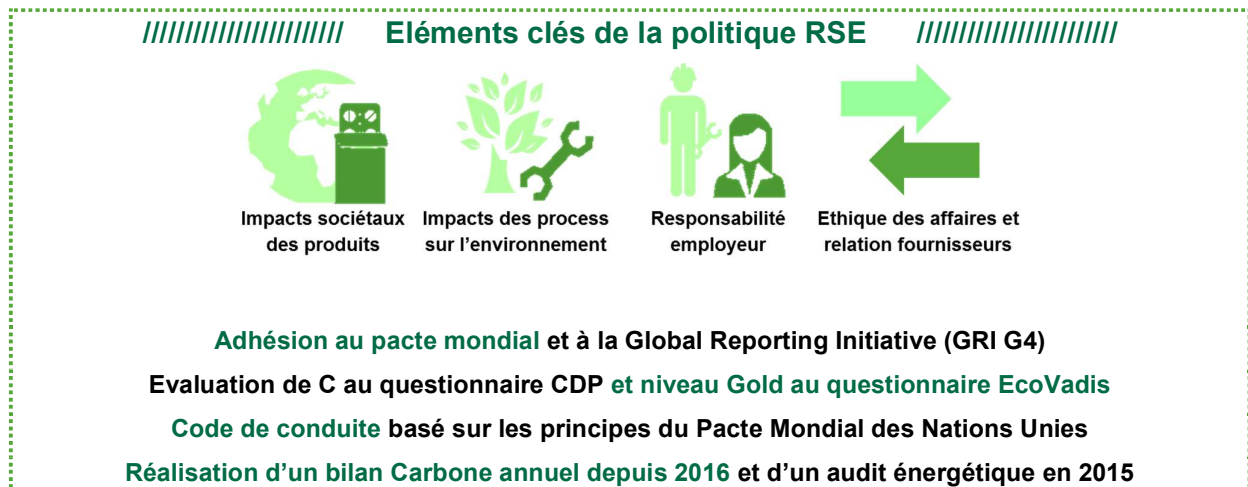 /////////////////////// Eléments clés de la politique RSE ///////////////////////
Impacts sociétaux des produits
Impacts des process sur l’environnement
Responsabilité employeur
Ethique des affaires et relation fournisseurs
Adhésion au pacte mondial et à la Global Reporting Initiative (GRI G4)
Evaluation de C au questionnaire CDP et niveau Gold au questionnaire EcoVadis
Code de conduite basé sur les principes du Pacte Mondial des Nations Unies
Réalisation d’un bilan Carbone annuel depuis 2016 et d’un audit énergétique en 2015